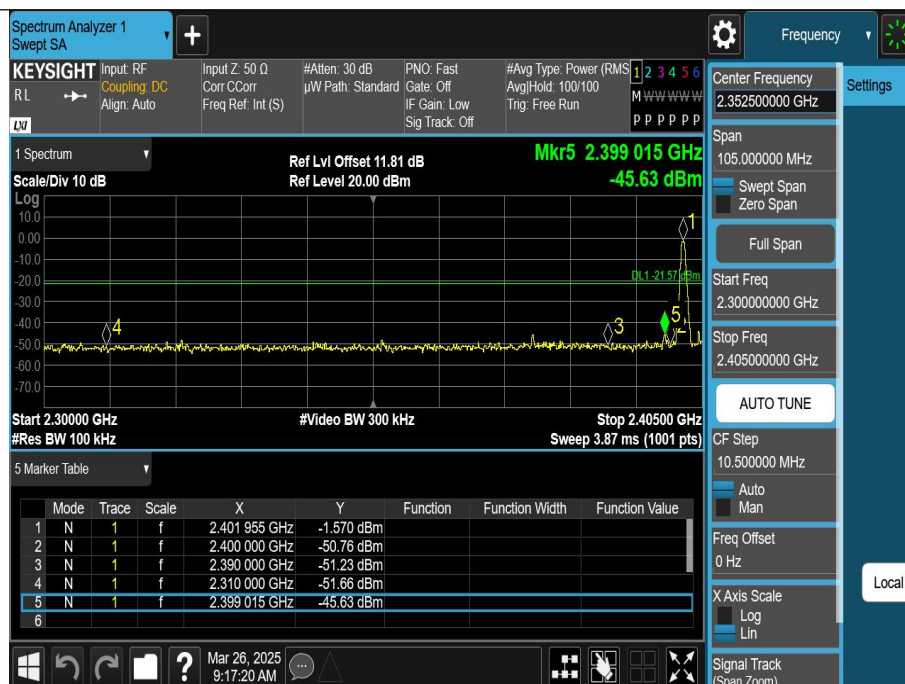 Spectrum Analyzer 1
Swept SA
Frequency
KEYSIGHT
RL
LXI
Input: RF
Coupling: DC
Align: Auto
Input Z: 50 Ω
Corr CCorr
Freq Ref: Int (S)
#Atten: 30 dB
µW Path: Standard
PNO: Fast
Gate: Off
IF Gain: Low
Sig Track: Off
#Avg Type: Power (RMS
Avg|Hold: 100/100
Trig: Free Run
1 2 3 4 5 6
M W W W W W
P P P P P P
1 Spectrum
Scale/Div 10 dB
Ref Lvl Offset 11.81 dB
Ref Level 20.00 dBm
Mkr5 2.399 015 GHz
-45.63 dBm
Log
10.0
0.00
-10.0
-20.0
-30.0
-40.0
-50.0
-60.0
-70.0
1
DL1 -21.57 dBm
4
3
5
2
Start 2.30000 GHz
#Video BW 300 kHz
Stop 2.40500 GHz
#Res BW 100 kHz
Sweep 3.87 ms (1001 pts)
5 Marker Table
Mode Trace Scale X Y Function Function Width Function Value
1 N 1 f 2.401 955 GHz -1.570 dBm
2 N 1 f 2.400 000 GHz -50.76 dBm
3 N 1 f 2.390 000 GHz -51.23 dBm
4 N 1 f 2.310 000 GHz -51.66 dBm
5 N 1 f 2.399 015 GHz -45.63 dBm
6
Mar 26, 2025
9:17:20 AM
Center Frequency
2.352500000 GHz
Settings
Span
105.000000 MHz
Swept Span
Zero Span
Full Span
Start Freq
2.300000000 GHz
Stop Freq
2.405000000 GHz
AUTO TUNE
CF Step
10.500000 MHz
Auto
Man
Freq Offset
0 Hz
Local
X Axis Scale
Log
Lin
Signal Track
(Span Zoom)